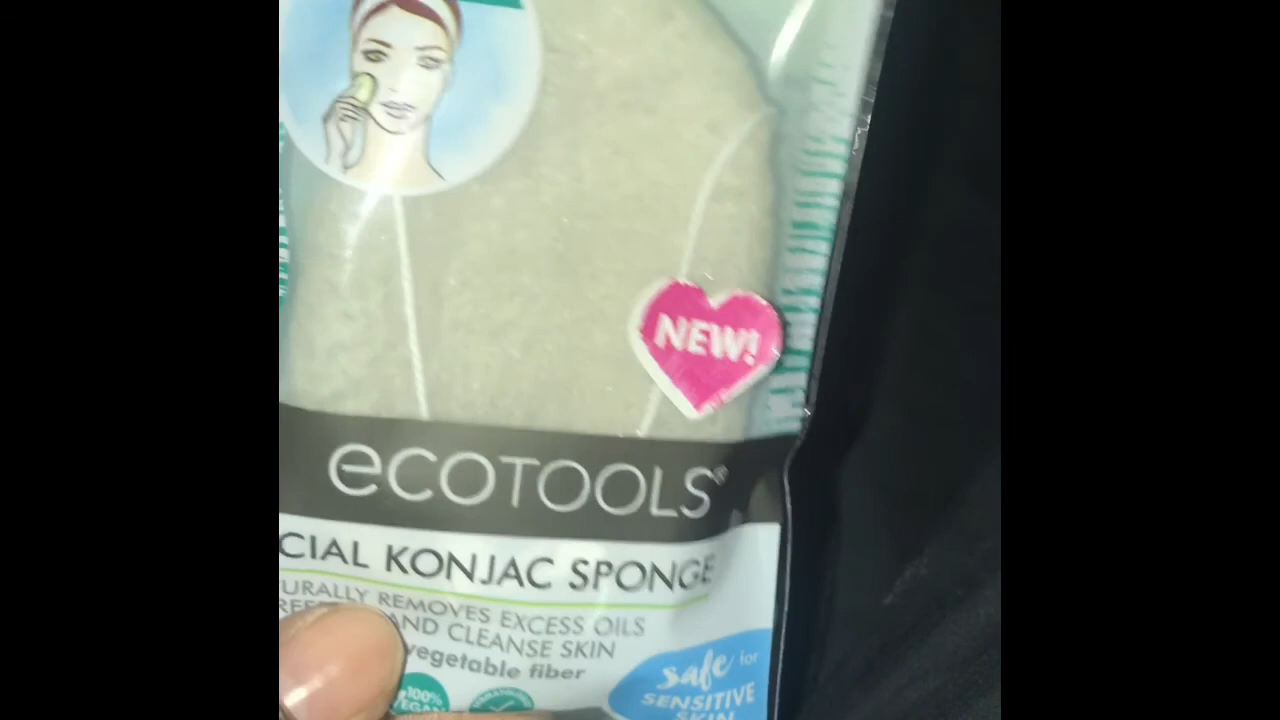 NEW!
ecoTOOLS®
CIAL KONJAC SPONGE
URALLY REMOVES EXCESS OILS
AND CLEANSE SKIN
vegetable fiber
safe for
SENSITIVE
SKIN
100%
VEGAN